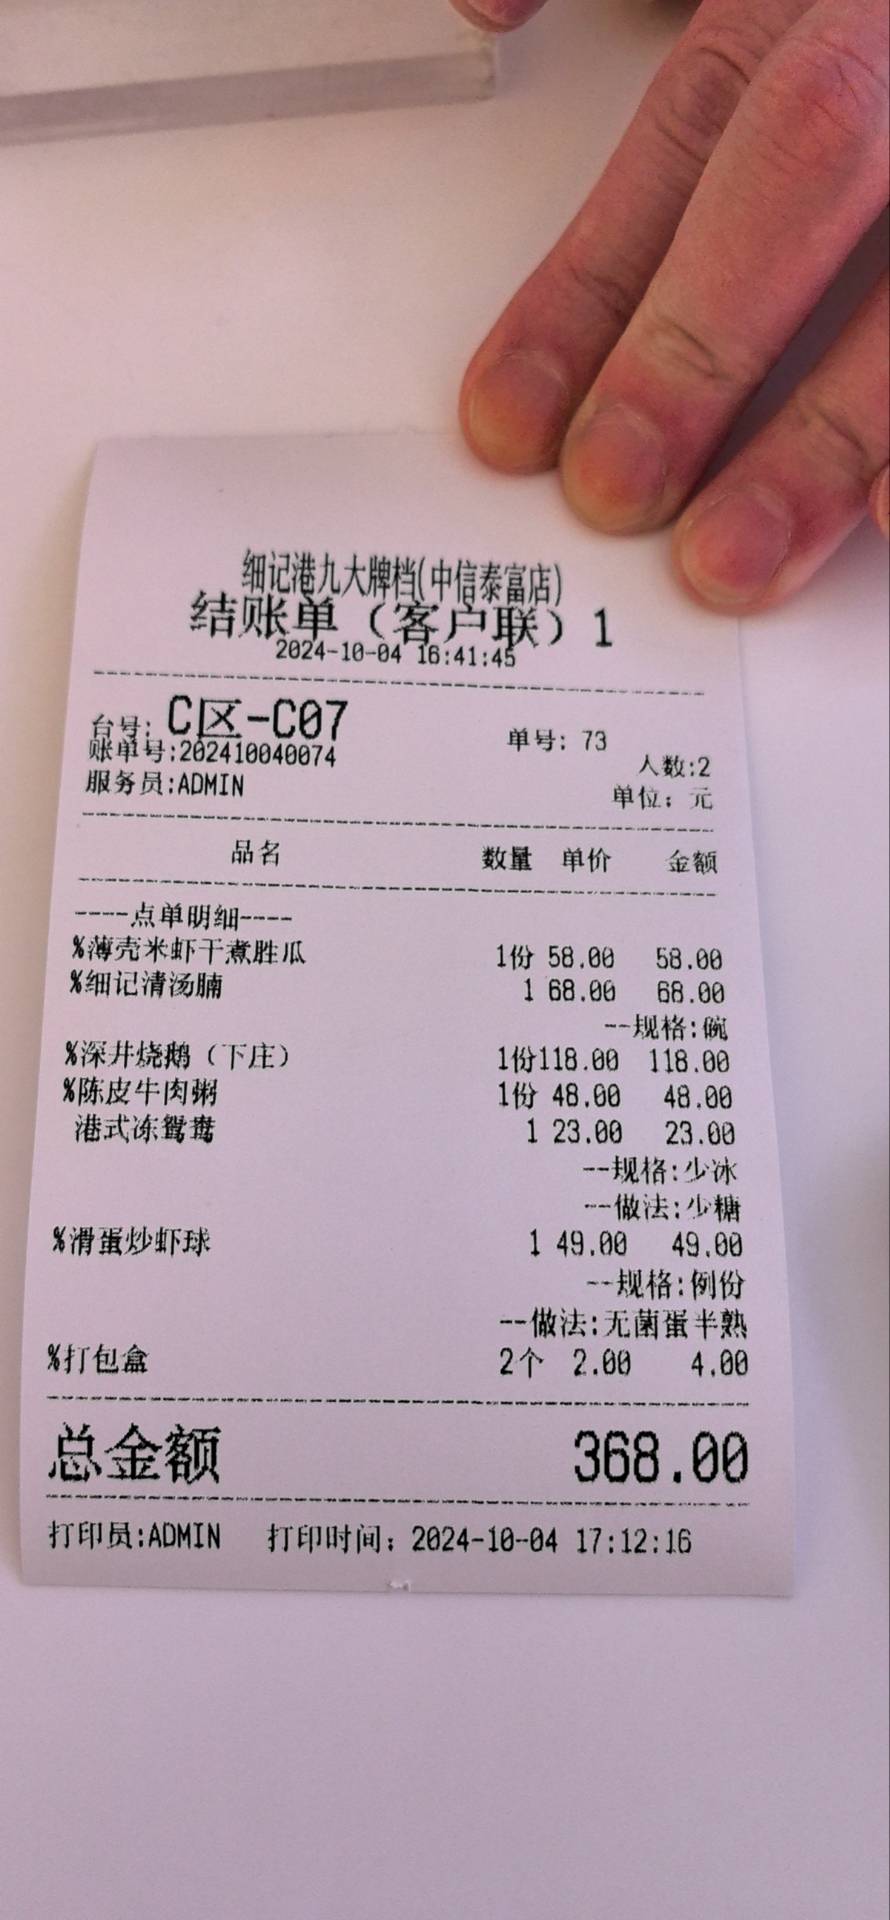 细记港九大牌档(中信泰富店)
结账单（客户联）1
2024-10-04 16:41:45
台号: C区-C07 单号: 73
账单号:202410040074 人数:2
服务员:ADMIN 单位: 元
品名 数量 单价 金额
----点单明细----
%薄壳米虾干煮胜瓜 1份 58.00 58.00
%细记清汤腩 1 68.00 68.00
--规格:碗
%深井烧鹅（下庄） 1份118.00 118.00
%陈皮牛肉粥 1份 48.00 48.00
港式冻鸳鸯 1 23.00 23.00
--规格:少冰
--做法:少糖
%滑蛋炒虾球 1 49.00 49.00
--规格:例份
--做法:无菌蛋半熟
%打包盒 2个 2.00 4.00
总金额 368.00
打印员:ADMIN 打印时间: 2024-10-04 17:12:16